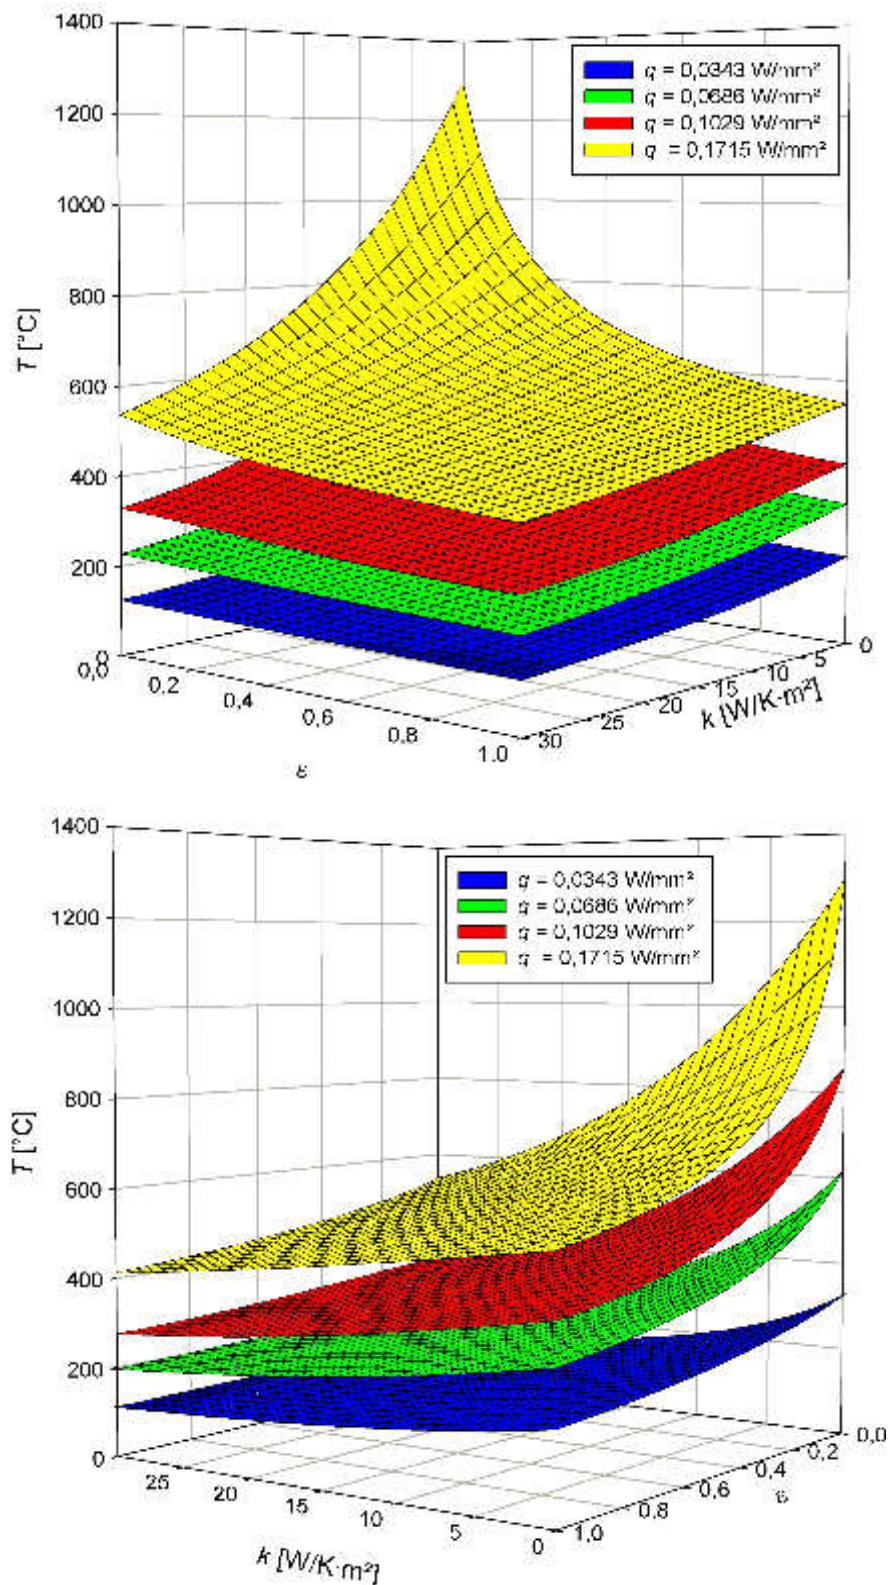 1400
1200
1000
800
600
400
200
0
T [°C]
q = 0,0343 W/mm²
q = 0,0686 W/mm²
q = 0,1029 W/mm²
q = 0,1715 W/mm²
0,0
0,2
0,4
0,6
0,8
1,0
ε
30
25
20
15
10
5
0
k [W/K·m²]
1400
1200
1000
800
600
400
200
0
T [°C]
q = 0,0343 W/mm²
q = 0,0686 W/mm²
q = 0,1029 W/mm²
q = 0,1715 W/mm²
25
20
15
10
5
0
k [W/K·m²]
1,0
0,8
0,6
0,4
0,2
0,0
ε